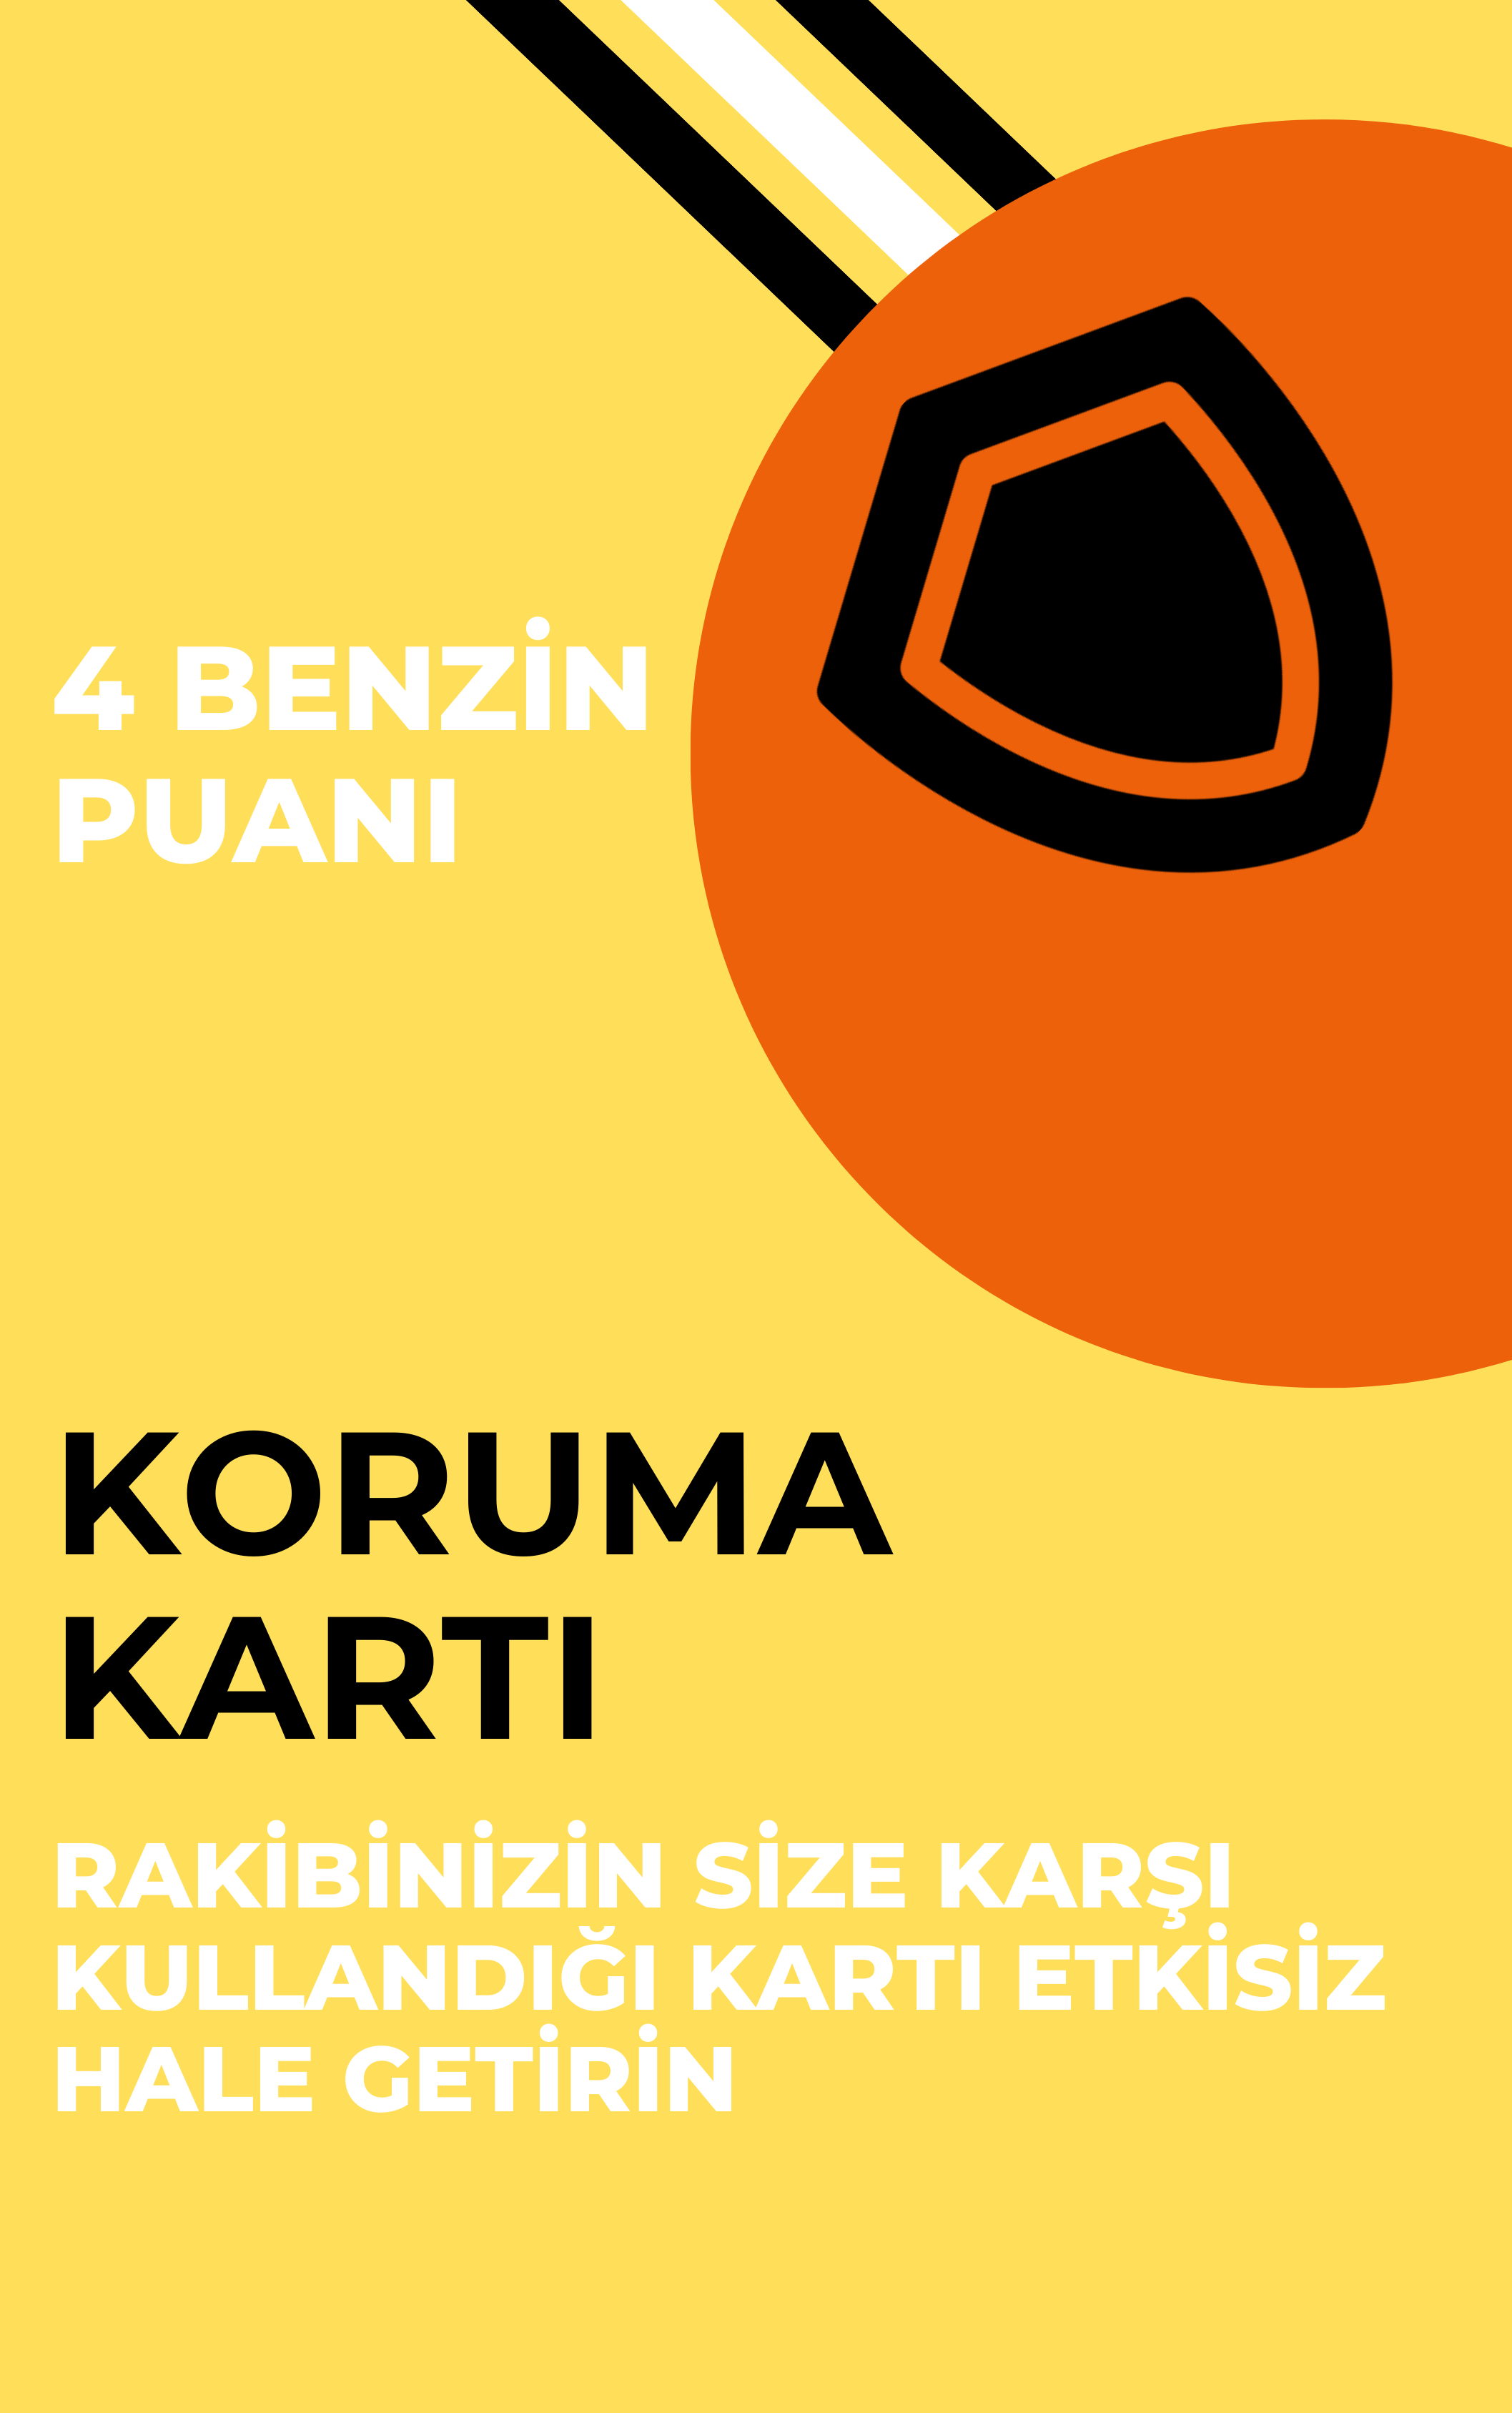 4 BENZİN
PUANI
KORUMA
KARTI
RAKİBİNİZİN SİZE KARŞI
KULLANDIĞI KARTI ETKİSİZ
HALE GETİRİN